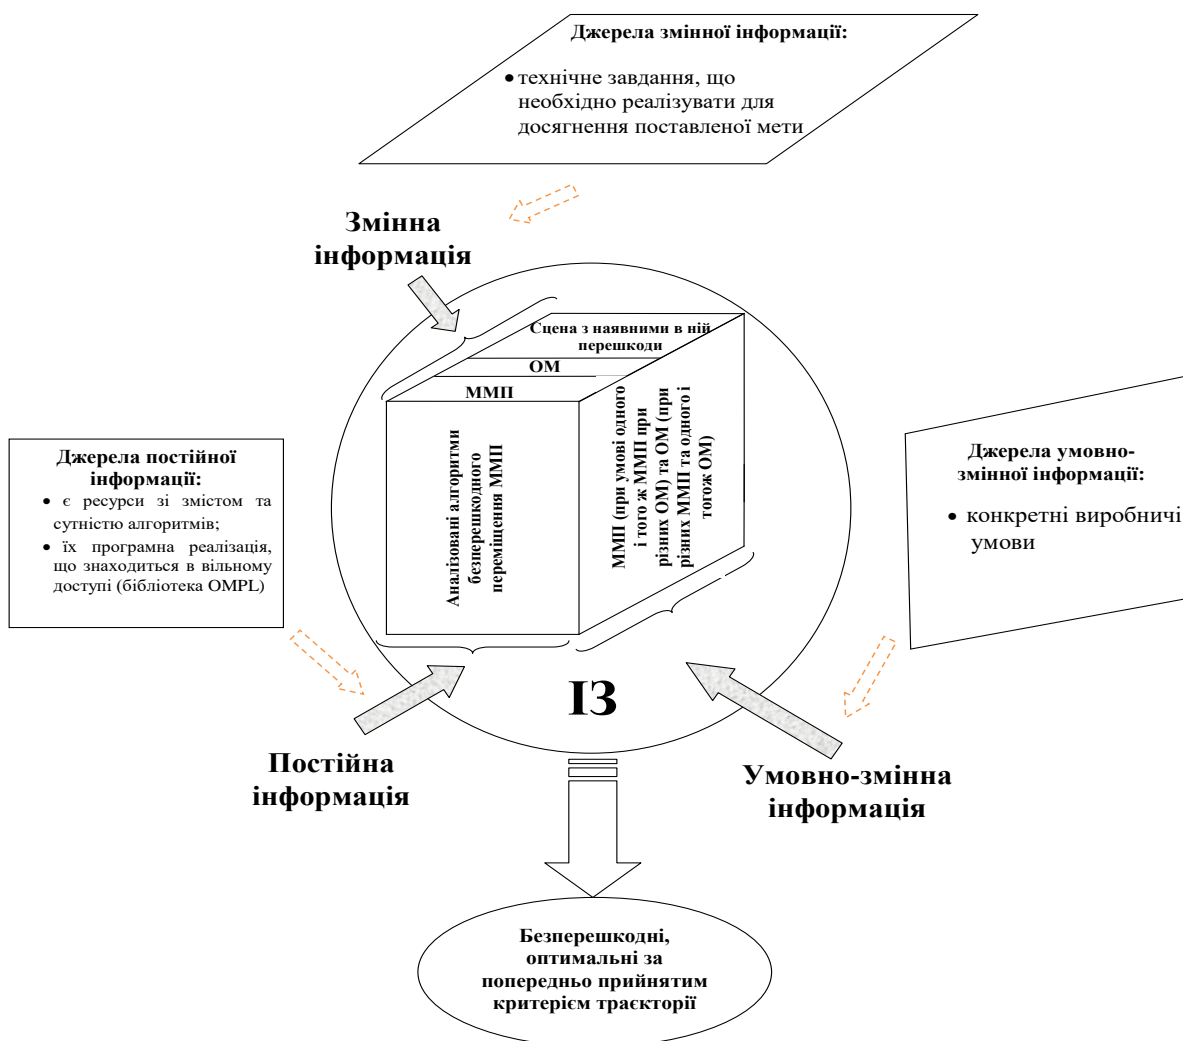 Джерела змінної інформації:
• технічне завдання, що
необхідно реалізувати для
досягнення поставленої мети
Змінна
інформація
Сцена з наявними в ній
перешкоди
ОМ
ММП
Аналізовані алгоритми
безперешкодного
переміщення ММП
ММП (при умові одного
і того ж ММП при
різних ОМ) та ОМ (при
різних ММП та одного і
тогож ОМ)
Джерела постійної
інформації:
• є ресурси зі змістом та
сутністю алгоритмів;
• їх програмна реалізація,
що знаходиться в вільному
доступі (бібліотека OMPL)
Джерела умовно-
змінної інформації:
• конкретні виробничі
умови
ІЗ
Постійна
інформація
Умовно-змінна
інформація
Безперешкодні,
оптимальні за
попередньо прийнятим
критерієм траєкторії